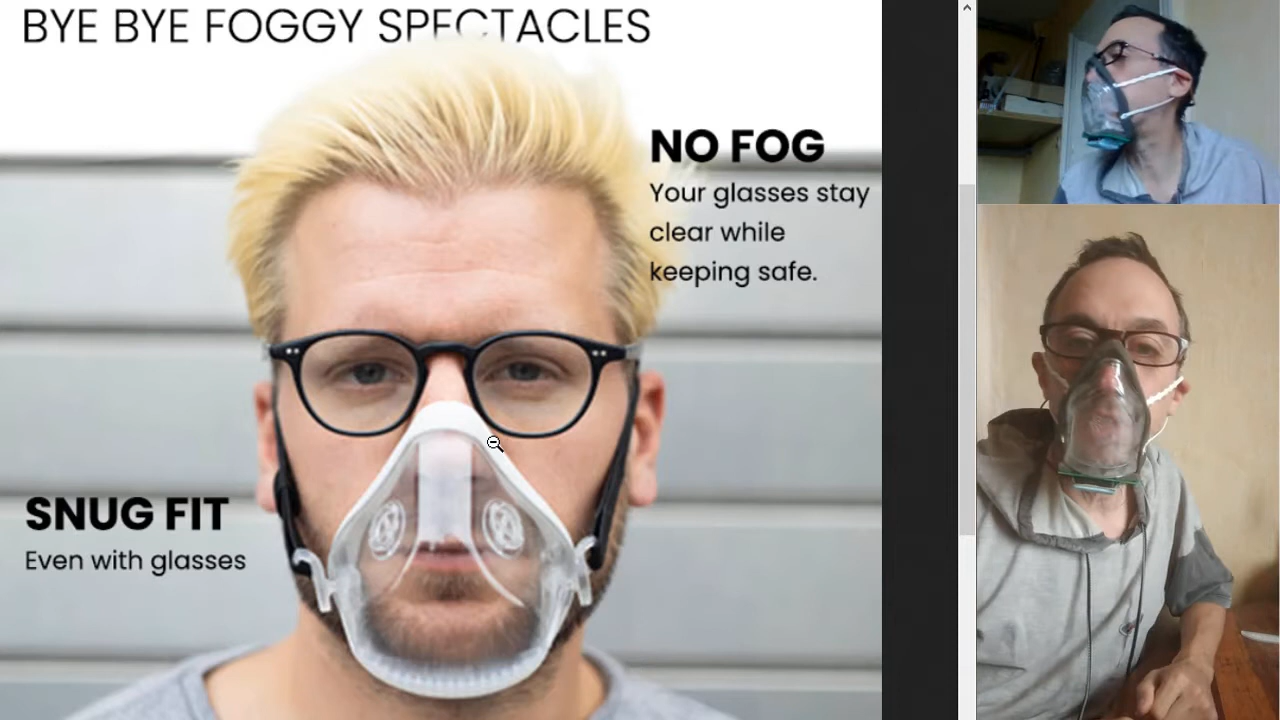 BYE BYE FOGGY SPECTACLES
NO FOG
Your glasses stay
clear while
keeping safe.
SNUG FIT
Even with glasses